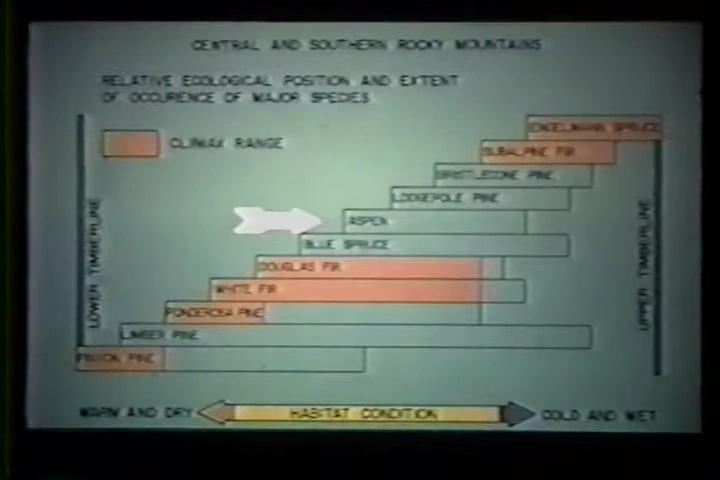 CENTRAL AND SOUTHERN ROCKY MOUNTAINS
RELATIVE ECOLOGICAL POSITION AND EXTENT
OF OCCURENCE OF MAJOR SPECIES
CLIMAX RANGE
ENGELMANN SPRUCE
SUBALPINE FIR
BRISTLECONE PINE
LODGEPOLE PINE
ASPEN
BLUE SPRUCE
DOUGLAS FIR
WHITE FIR
PONDEROSA PINE
LIMBER PINE
PINYON PINE
LOWER TIMBERLINE
UPPER TIMBERLINE
WARM AND DRY
HABITAT CONDITION
COLD AND WET